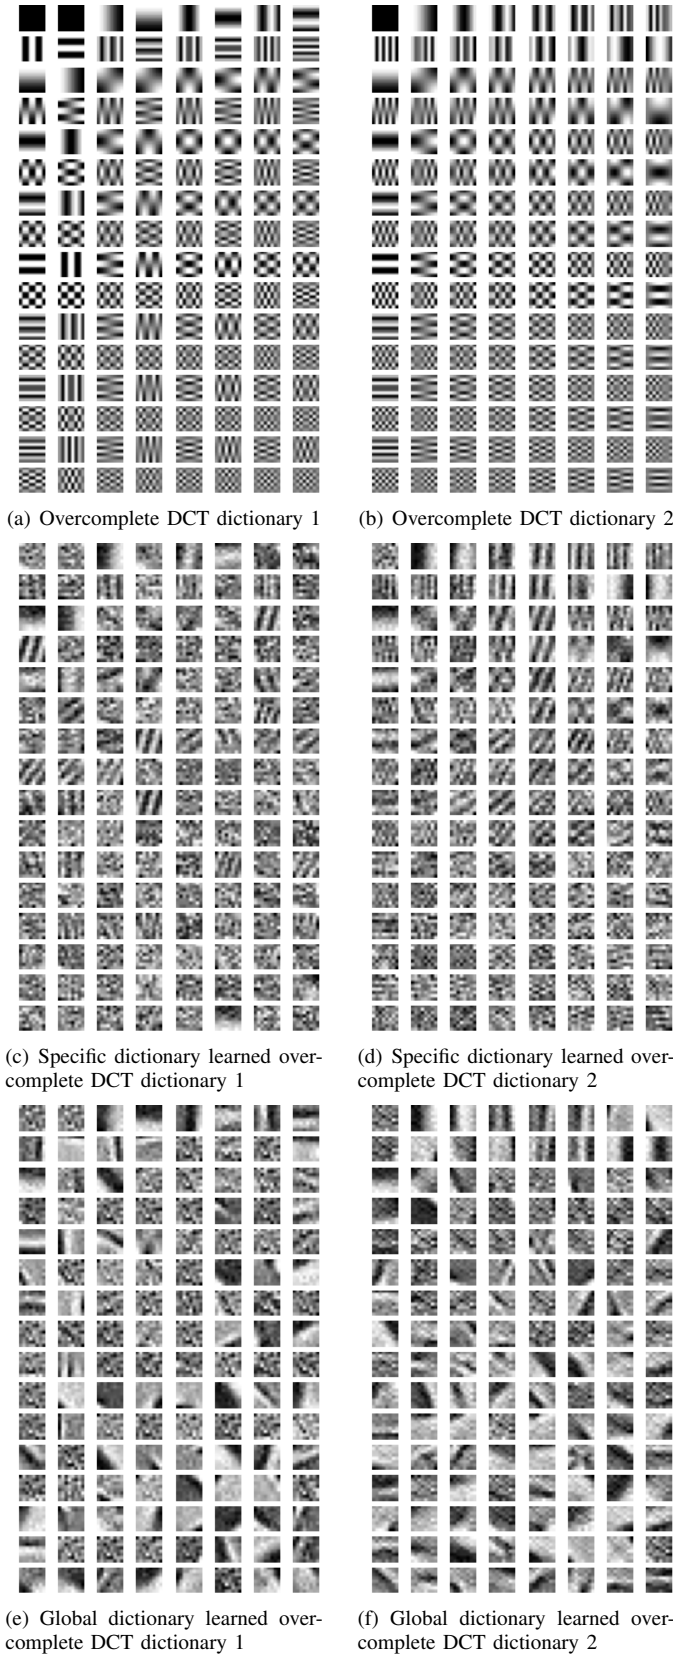 (a) Overcomplete DCT dictionary 1
(b) Overcomplete DCT dictionary 2
(c) Specific dictionary learned over-
complete DCT dictionary 1
(d) Specific dictionary learned over-
complete DCT dictionary 2
(e) Global dictionary learned over-
complete DCT dictionary 1
(f) Global dictionary learned over-
complete DCT dictionary 2